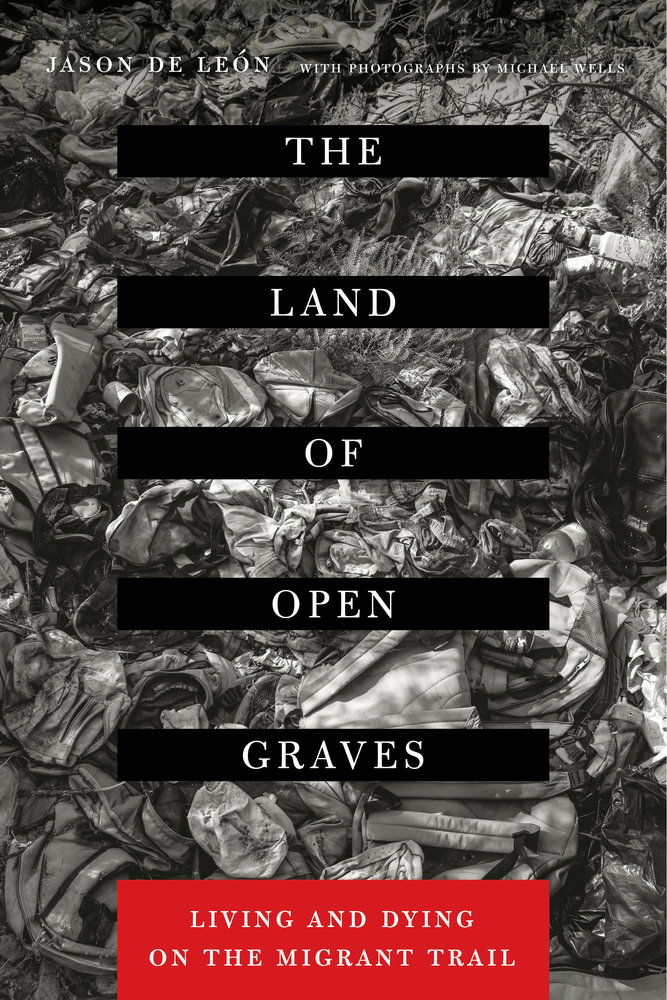 JASON DE LEÓN WITH PHOTOGRAPHS BY MICHAEL WELLS
THE
LAND
OF
OPEN
GRAVES
LIVING AND DYING
ON THE MIGRANT TRAIL